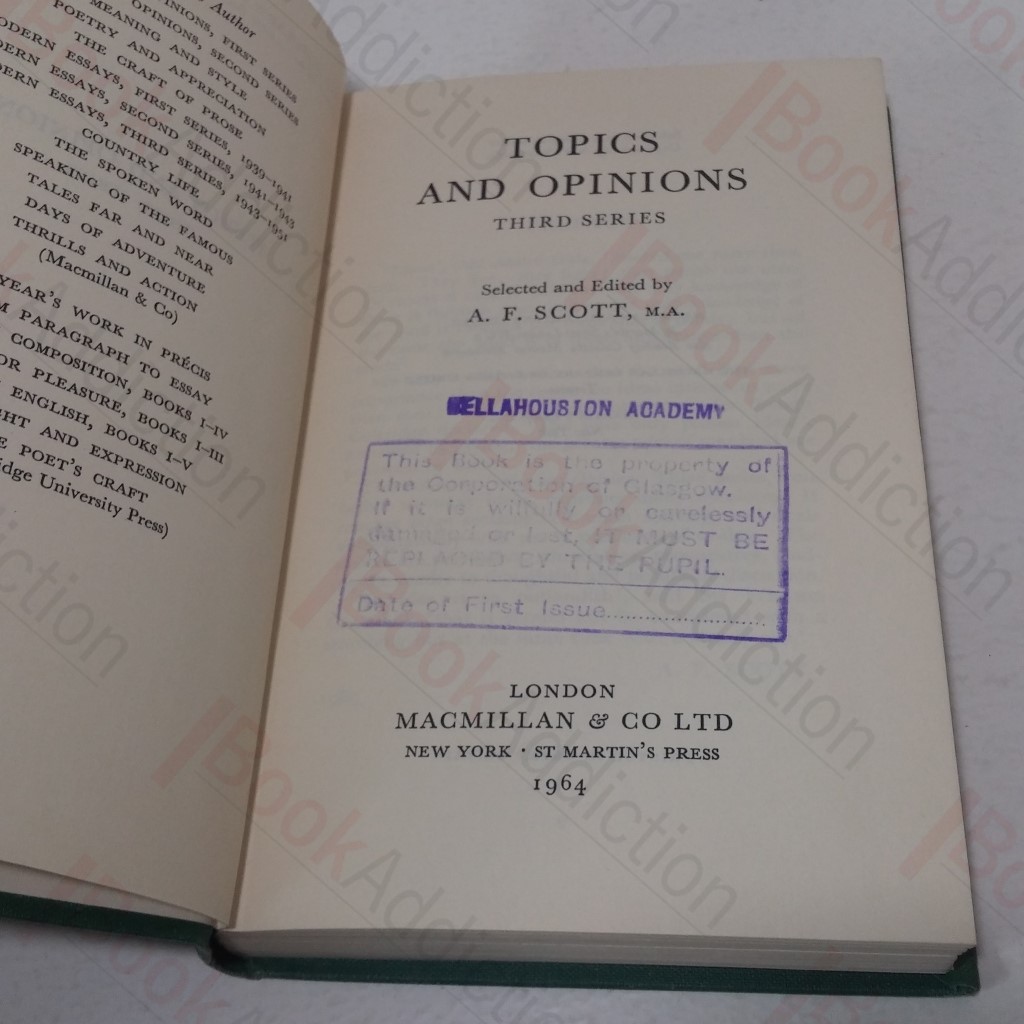 Author
OPINIONS, FIRST SERIES
OPINIONS, SECOND SERIES
MEANING AND STYLE
POETRY AND APPRECIATION
THE CRAFT OF PROSE
MODERN ESSAYS, FIRST SERIES, 1939–1941
MODERN ESSAYS, SECOND SERIES, 1941–1943
MODERN ESSAYS, THIRD SERIES, 1943–1951
COUNTRY LIFE
THE SPOKEN WORD
SPEAKING OF THE FAMOUS
TALES FAR AND NEAR
DAYS OF ADVENTURE
THRILLS AND ACTION
(Macmillan & Co)
YEAR'S WORK IN PRÉCIS
PARAGRAPH TO ESSAY
COMPOSITION, BOOKS I–IV
PLEASURE, BOOKS I–III
ENGLISH, BOOKS I–V
AND EXPRESSION
POET'S CRAFT
University Press)
TOPICS
AND OPINIONS
THIRD SERIES
Selected and Edited by
A. F. SCOTT, M.A.
BELLAHOUSTON ACADEMY
This Book is the property of
the Corporation of Glasgow.
If it is wilfully or carelessly
damaged or lost, IT MUST BE
REPLACED BY THE PUPIL.
Date of First Issue..........................
LONDON
MACMILLAN & CO LTD
NEW YORK · ST MARTIN'S PRESS
1964
BookAddiction